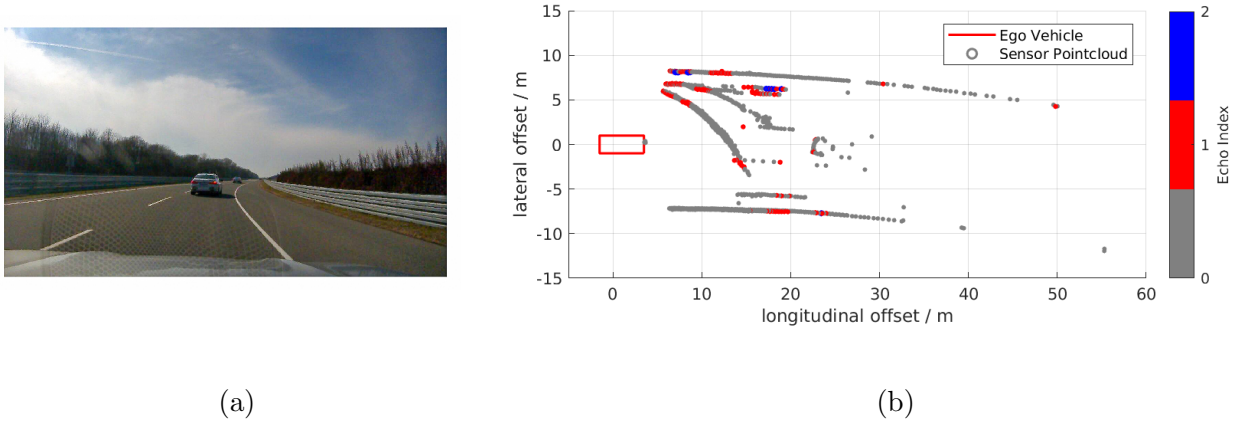 15
10
5
0
-5
-10
-15
0 10 20 30 40 50 60
lateral offset / m
longitudinal offset / m
Ego Vehicle
Sensor Pointcloud
2
1
0
Echo Index
(a)
(b)